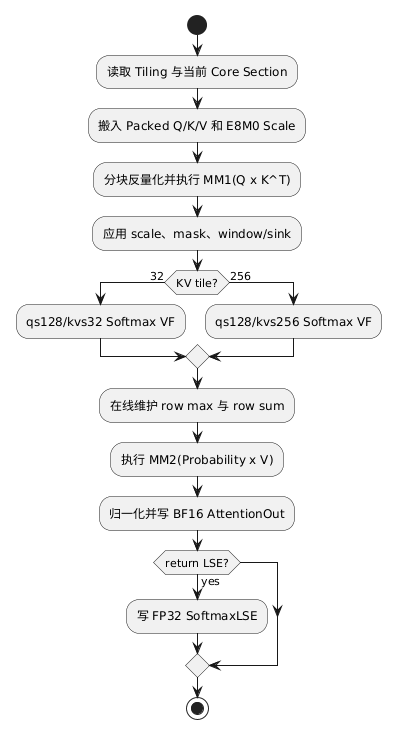 读取 Tiling 与当前 Core Section
搬入 Packed Q/K/V 和 E8M0 Scale
分块反量化并执行 MM1(Q x K^T)
应用 scale、mask、window/sink
32
KV tile?
256
qs128/kvs32 Softmax VF
qs128/kvs256 Softmax VF
在线维护 row max 与 row sum
执行 MM2(Probability x V)
归一化并写 BF16 AttentionOut
return LSE?
yes
写 FP32 SoftmaxLSE